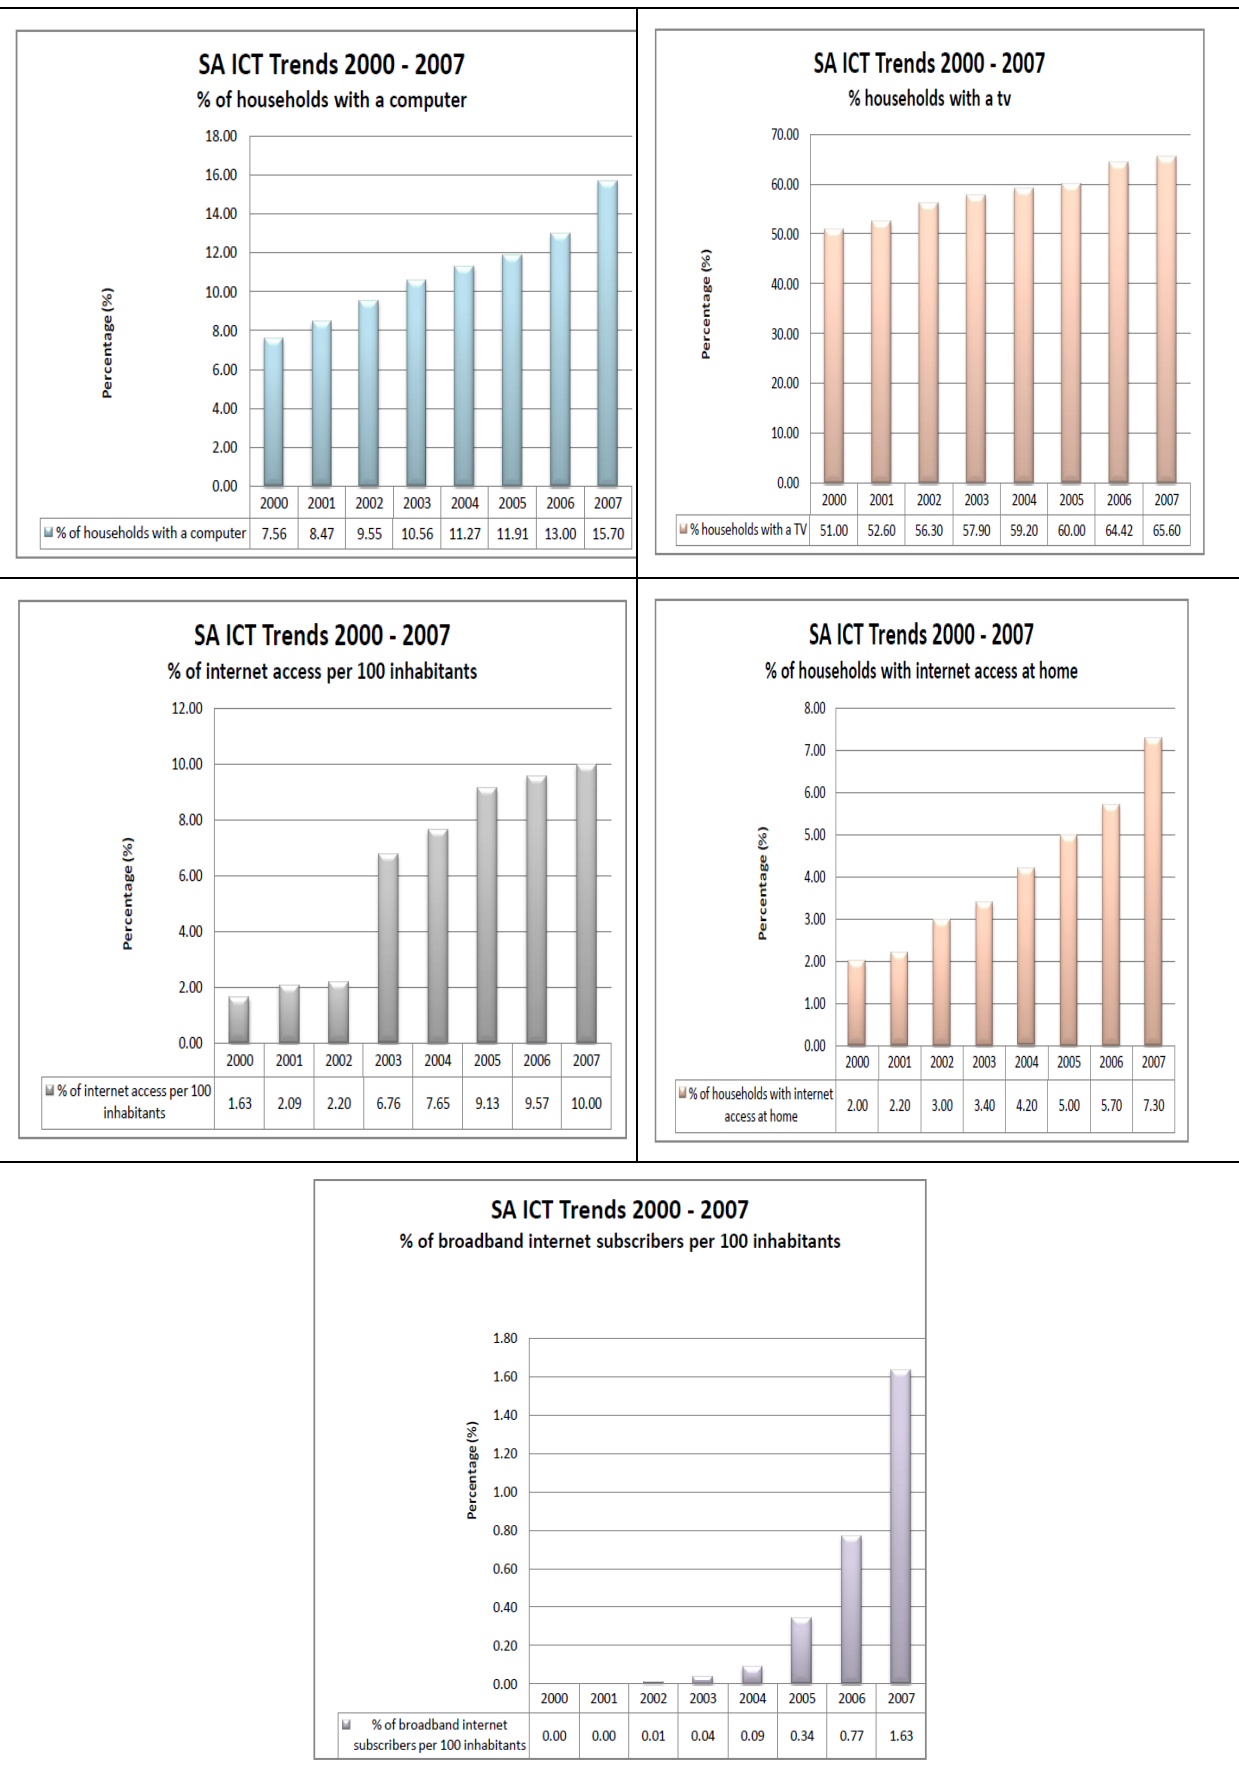 SA ICT Trends 2000 - 2007
% of households with a computer
Percentage (%)
18.00
16.00
14.00
12.00
10.00
8.00
6.00
4.00
2.00
0.00
2000 2001 2002 2003 2004 2005 2006 2007
% of households with a computer 7.56 8.47 9.55 10.56 11.27 11.91 13.00 15.70
SA ICT Trends 2000 - 2007
% households with a tv
Percentage (%)
70.00
60.00
50.00
40.00
30.00
20.00
10.00
0.00
2000 2001 2002 2003 2004 2005 2006 2007
% households with a TV 51.00 52.60 56.30 57.90 59.20 60.00 64.42 65.60
SA ICT Trends 2000 - 2007
% of internet access per 100 inhabitants
Percentage (%)
12.00
10.00
8.00
6.00
4.00
2.00
0.00
2000 2001 2002 2003 2004 2005 2006 2007
% of internet access per 100
inhabitants
1.63 2.09 2.20 6.76 7.65 9.13 9.57 10.00
SA ICT Trends 2000 - 2007
% of households with internet access at home
Percentage (%)
8.00
7.00
6.00
5.00
4.00
3.00
2.00
1.00
0.00
2000 2001 2002 2003 2004 2005 2006 2007
% of households with internet
access at home
2.00 2.20 3.00 3.40 4.20 5.00 5.70 7.30
SA ICT Trends 2000 - 2007
% of broadband internet subscribers per 100 inhabitants
Percentage (%)
1.80
1.60
1.40
1.20
1.00
0.80
0.60
0.40
0.20
0.00
2000 2001 2002 2003 2004 2005 2006 2007
% of broadband internet
subscribers per 100 inhabitants
0.00 0.00 0.01 0.04 0.09 0.34 0.77 1.63